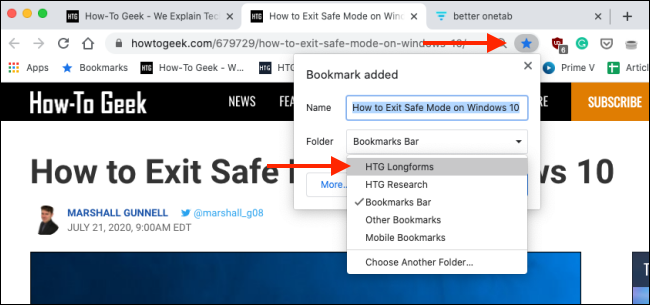 HTG How-To Geek - We Explain Tec
HTG How to Exit Safe Mode on Wind
better onetab
howtogeek.com/679729/how-to-exit-safe-mode-on-windows-10/
6
Apps Bookmarks HTG How-To Geek - W... HTG
Prime V Articl
How-To Geek
NEWS
FEA
RE
SUBSCRIBE
Bookmark added
Name How to Exit Safe Mode on Windows 10
Folder Bookmarks Bar
More...
HTG Longforms
HTG Research
Bookmarks Bar
Other Bookmarks
Mobile Bookmarks
Choose Another Folder...
How to Exit Safe
ws 10
MARSHALL GUNNELL @marshall_g08
JULY 21, 2020, 9:00AM EDT
T